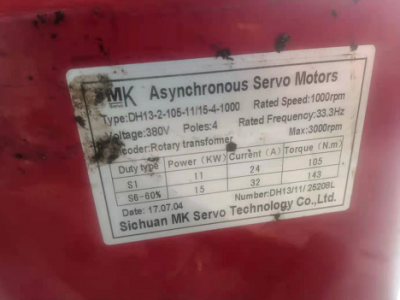 MK Asynchronous Servo Motors
Type:DH13-2-105-11/15-4-1000 Rated Speed:1000rpm
Voltage:380V Poles:4 Rated Frequency:33.3Hz
coder:Rotary transformer Max:3000rpm
Duty type Power (KW) Current (A) Torque (N.m)
S1 11 24 105
S6-60% 15 32 143
Date: 17.07.04 Number:DH13/11/ 26208L
Sichuan MK Servo Technology Co.,Ltd.